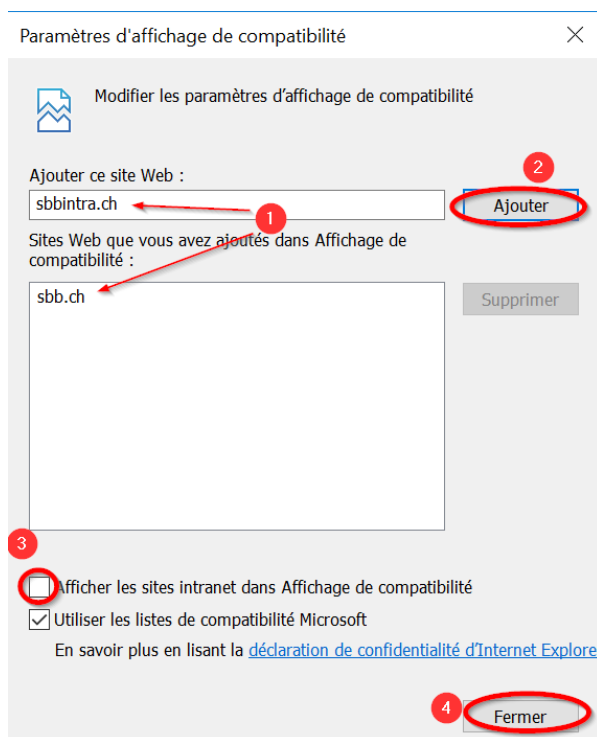 Paramètres d'affichage de compatibilité
Modifier les paramètres d’affichage de compatibilité
Ajouter ce site Web :
2
sbbintra.ch
Ajouter
1
Sites Web que vous avez ajoutés dans Affichage de
compatibilité :
sbb.ch
Supprimer
3
Afficher les sites intranet dans Affichage de compatibilité
Utiliser les listes de compatibilité Microsoft
En savoir plus en lisant la déclaration de confidentialité d’Internet Explore
4
Fermer